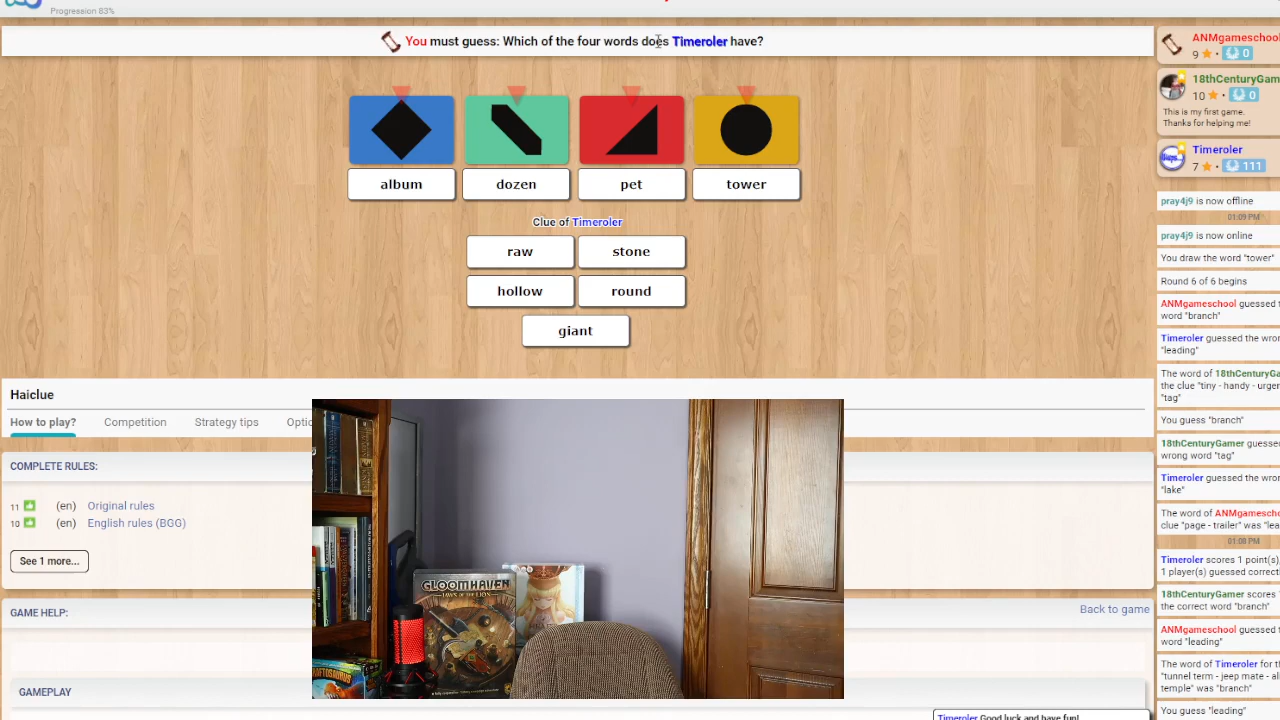 Progression 83%
You must guess: Which of the four words does Timeroler have?
album
dozen
pet
tower
Clue of Timeroler
raw
stone
hollow
round
giant
ANMgameschool
9
0
18thCenturyGam
10
0
This is my first game.
Thanks for helping me!
Timeroler
7
111
pray4j9 is now offline
01:09 PM
pray4j9 is now online
You draw the word "tower"
Round 6 of 6 begins
ANMgameschool guessed t
word "branch"
Timeroler guessed the wro
"leading"
The word of 18thCenturyGa
the clue "tiny - handy - urge
"tag"
You guess "branch"
18thCenturyGamer guesse
wrong word "tag"
Timeroler guessed the wro
"lake"
The word of ANMgamescho
clue "page - trailer" was "lea
01:08 PM
Timeroler scores 1 point(s),
1 player(s) guessed correct
18thCenturyGamer scores
the correct word "branch"
ANMgameschool guessed t
word "leading"
The word of Timeroler for th
"tunnel term - jeep mate - ali
temple" was "branch"
You guess "leading"
Haiclue
How to play?
Competition
Strategy tips
Optio
COMPLETE RULES:
11 (en) Original rules
10 (en) English rules (BGG)
See 1 more...
GAME HELP:
Back to game
GAMEPLAY
GLOOMHAVEN
JAWS OF THE LION
Timeroler Good luck and have fun!